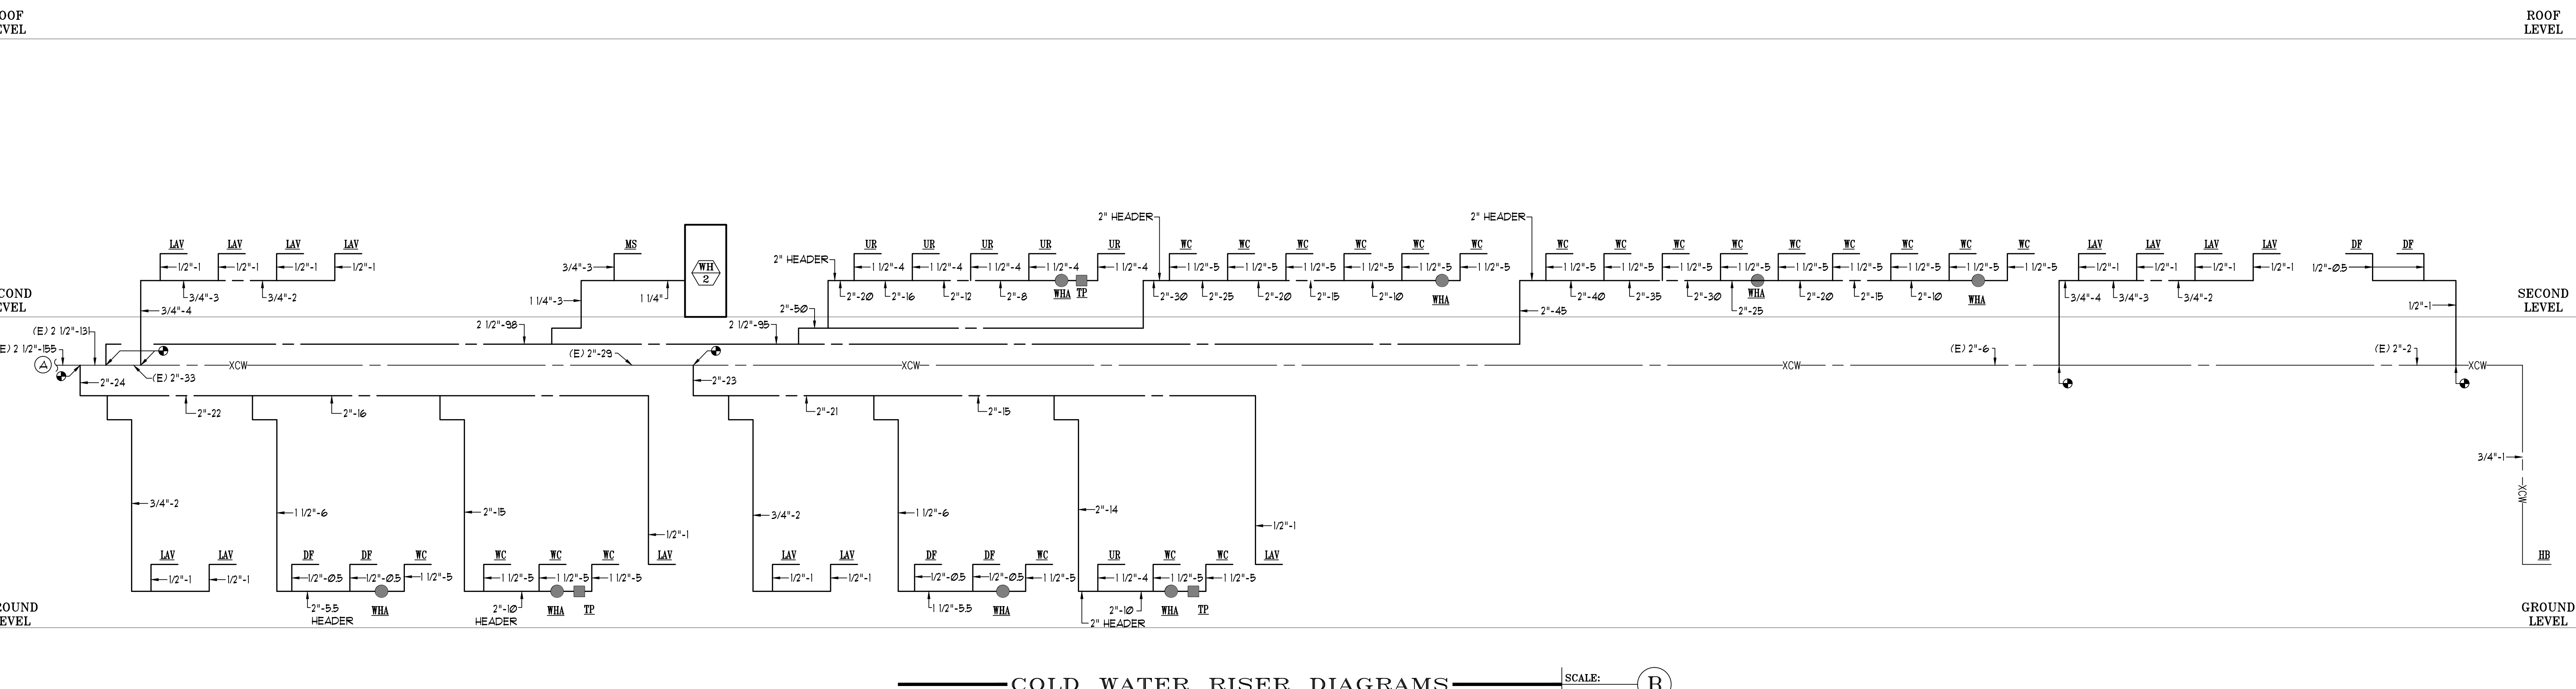 ROOF
LEVEL
ROOF
LEVEL
2" HEADER
2" HEADER
LAV LAV LAV LAV MS UR UR UR UR UR WC WC WC WC WC WC WC WC WC WC WC WC WC WC WC LAV LAV LAV LAV DF DF
1/2"-1 1/2"-1 1/2"-1 1/2"-1 3/4"-3 WH 2" HEADER 1 1/2"-4 1 1/2"-4 1 1/2"-4 1 1/2"-4 1 1/2"-4 1 1/2"-5 1 1/2"-5 1 1/2"-5 1 1/2"-5 1 1/2"-5 1 1/2"-5 1 1/2"-5 1 1/2"-5 1 1/2"-5 1 1/2"-5 1 1/2"-5 1 1/2"-5 1 1/2"-5 1 1/2"-5 1 1/2"-5 1/2"-1 1/2"-1 1/2"-1 1/2"-1 1/2"-0.5
2
3/4"-3 3/4"-2 1 1/4"-3 1 1/4" 2"-20 2"-16 2"-12 2"-8 WHA TP 2"-30 2"-25 2"-20 2"-15 2"-10 WHA 2"-40 2"-35 2"-30 WHA 2"-25 2"-20 2"-15 2"-10 WHA 3/4"-4 3/4"-3 3/4"-2 1/2"-1
SECOND
LEVEL
SECOND
LEVEL
3/4"-4 2"-50 2"-45
(E) 2 1/2"-131 2 1/2"-98 2 1/2"-95
(E) 2 1/2"-155 (E) 2"-29 (E) 2"-6 (E) 2"-2
A XCW XCW XCW XCW
2"-24 (E) 2"-33 2"-23
2"-22 2"-16 2"-21 2"-15
3/4"-1
XCW
3/4"-2 1 1/2"-6 2"-15 1/2"-1 3/4"-2 1 1/2"-6 2"-14 1/2"-1
LAV LAV DF DF WC WC WC WC LAV LAV LAV DF DF WC UR WC WC LAV HB
1/2"-1 1/2"-1 1/2"-0.5 1/2"-0.5 1 1/2"-5 1 1/2"-5 1 1/2"-5 1 1/2"-5 1/2"-1 1/2"-1 1/2"-0.5 1/2"-0.5 1 1/2"-5 1 1/2"-4 1 1/2"-5 1 1/2"-5
2"-5.5 WHA 2"-10 WHA TP 1 1/2"-5.5 WHA 2"-10 WHA TP
HEADER HEADER 2" HEADER
GROUND
LEVEL
GROUND
LEVEL
COLD WATER RISER DIAGRAMS
SCALE:
B